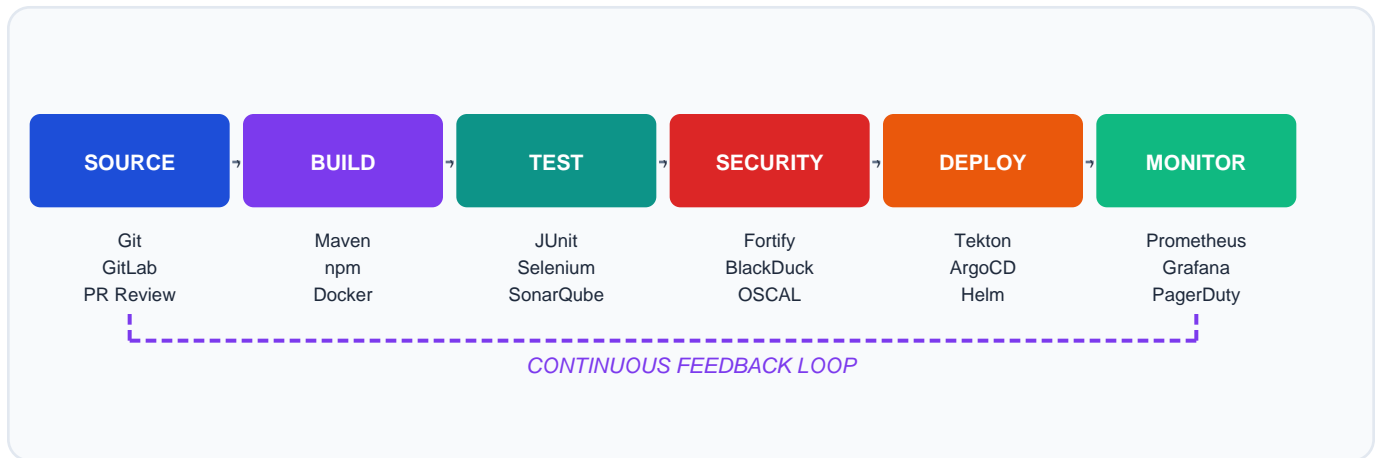 SOURCE
BUILD
TEST
SECURITY
DEPLOY
MONITOR
Git
GitLab
PR Review
Maven
npm
Docker
JUnit
Selenium
SonarQube
Fortify
BlackDuck
OSCAL
Tekton
ArgoCD
Helm
Prometheus
Grafana
PagerDuty
CONTINUOUS FEEDBACK LOOP